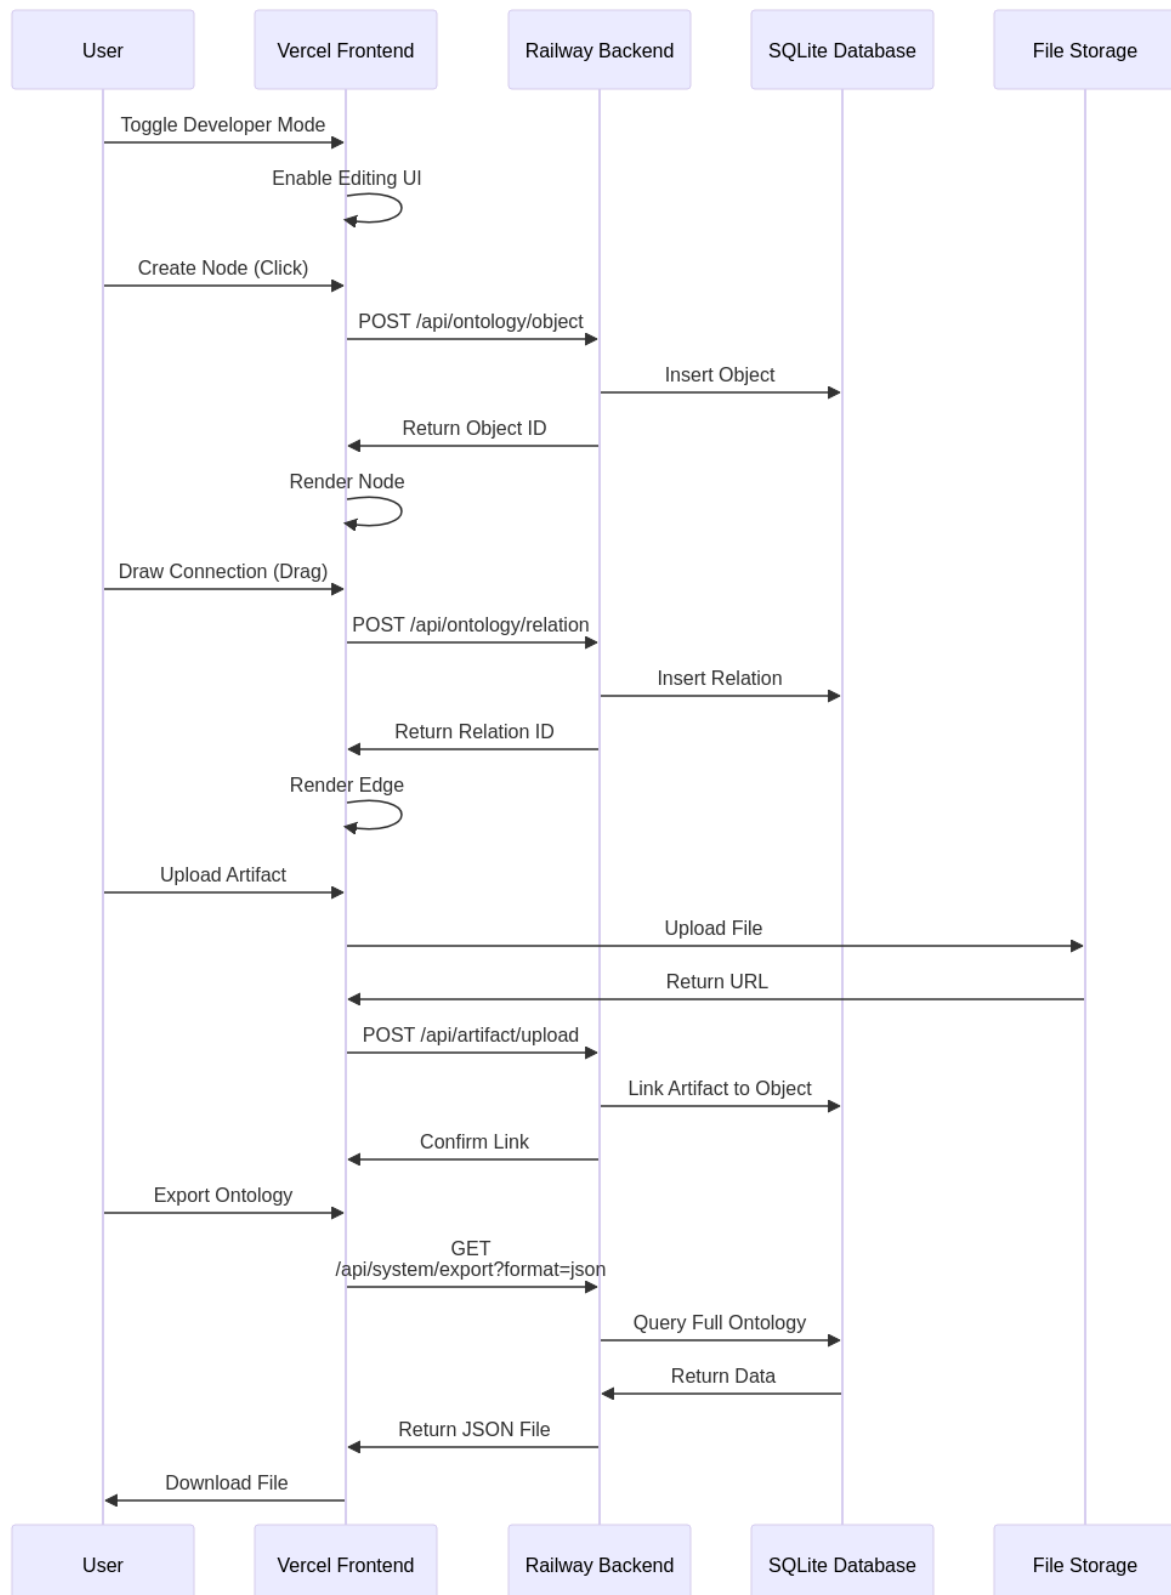 User
Vercel Frontend
Railway Backend
SQLite Database
File Storage
Toggle Developer Mode
Enable Editing UI
Create Node (Click)
POST /api/ontology/object
Insert Object
Return Object ID
Render Node
Draw Connection (Drag)
POST /api/ontology/relation
Insert Relation
Return Relation ID
Render Edge
Upload Artifact
Upload File
Return URL
POST /api/artifact/upload
Link Artifact to Object
Confirm Link
Export Ontology
GET
/api/system/export?format=json
Query Full Ontology
Return Data
Return JSON File
Download File
User
Vercel Frontend
Railway Backend
SQLite Database
File Storage